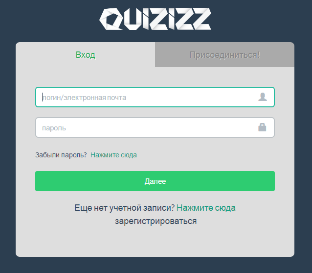 QUIZIZZ
Вход
Присоединиться!
логин/электронная почта
пароль
Забыли пароль? Нажмите сюда
Далее
Еще нет учетной записи? Нажмите сюда
зарегистрироваться